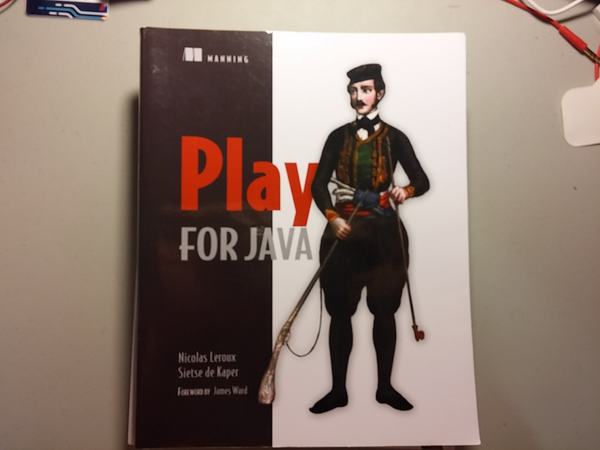 MANNING
Play
FOR JAVA
Nicolas Leroux
Sietse de Kaper
FOREWORD BY James Ward